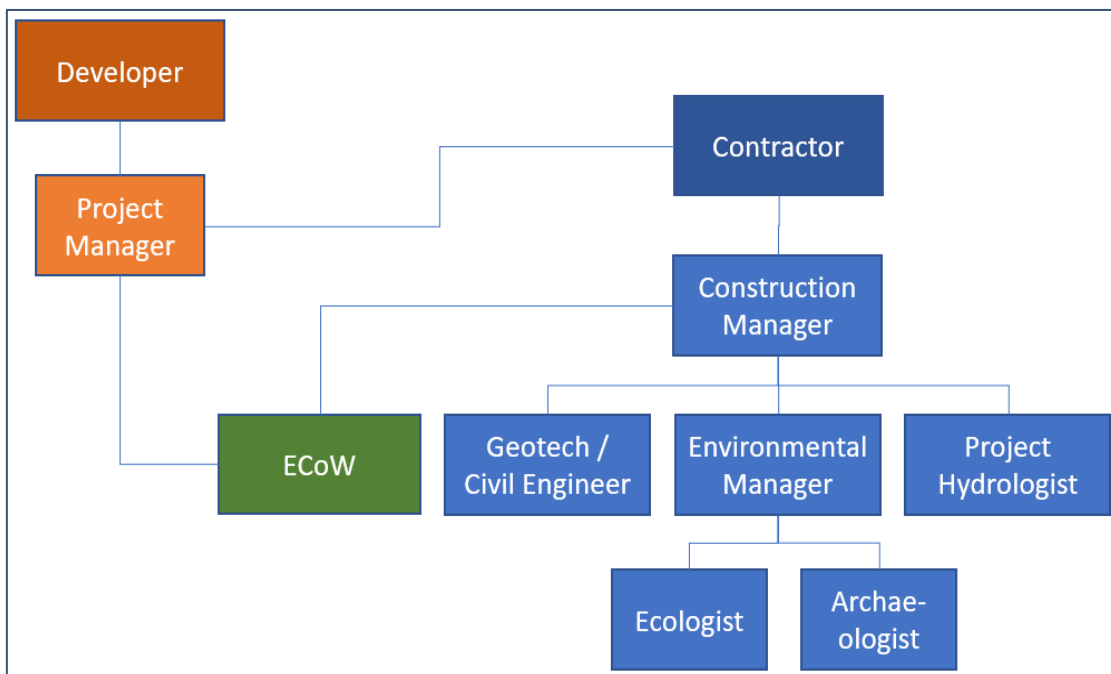 Developer
Contractor
Project
Manager
Construction
Manager
ECoW
Geotech /
Civil Engineer
Environmental
Manager
Project
Hydrologist
Ecologist
Archae-
ologist